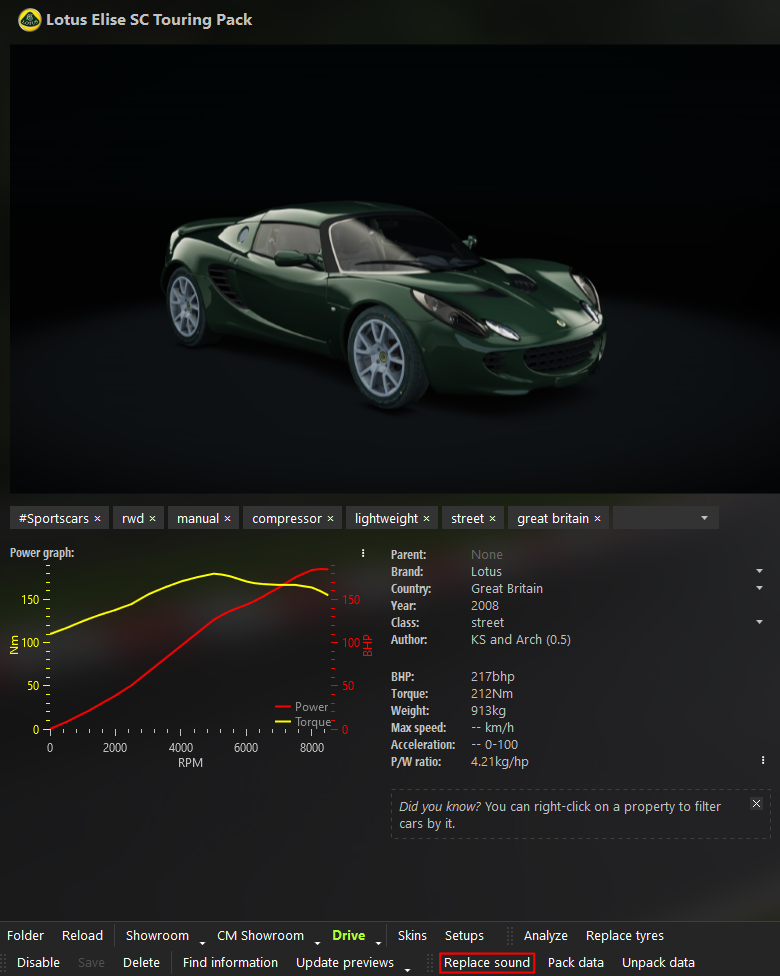 Lotus Elise SC Touring Pack
#Sportscars × rwd × manual × compressor × lightweight × street × great britain ×
Power graph:
150
100
50
0
Nm
150
100
50
0
BHP
Power
Torque
0 2000 4000 6000 8000
RPM
Parent: None
Brand: Lotus
Country: Great Britain
Year: 2008
Class: street
Author: KS and Arch (0.5)
BHP: 217bhp
Torque: 212Nm
Weight: 913kg
Max speed: -- km/h
Acceleration: -- 0-100
P/W ratio: 4.21kg/hp
Did you know? You can right-click on a property to filter
cars by it.
Folder Reload Showroom CM Showroom Drive Skins Setups Analyze Replace tyres
Disable Save Delete Find information Update previews Replace sound Pack data Unpack data